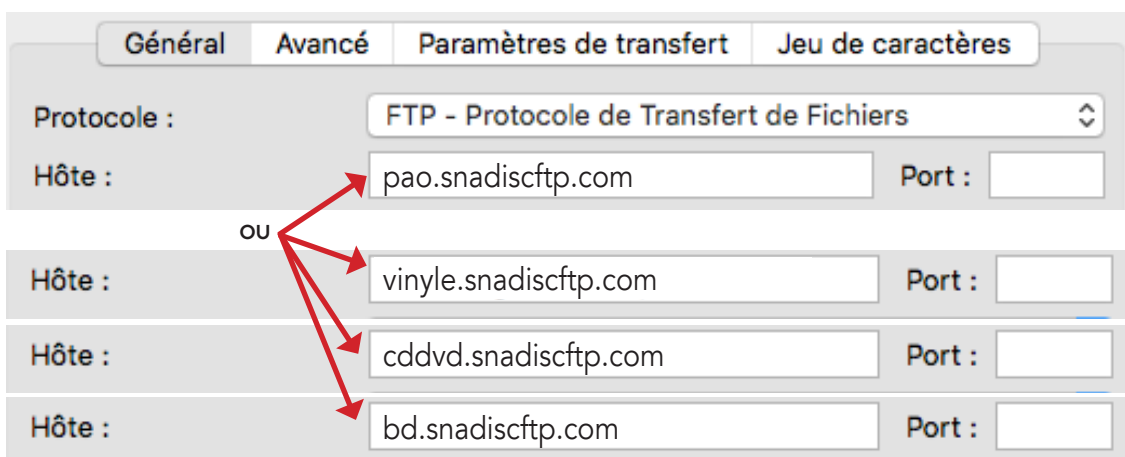 Général Avancé Paramètres de transfert Jeu de caractères
Protocole : FTP - Protocole de Transfert de Fichiers
Hôte : pao.snadiscftp.com Port :
ou
Hôte : vinyle.snadiscftp.com Port :
Hôte : cddvd.snadiscftp.com Port :
Hôte : bd.snadiscftp.com Port :